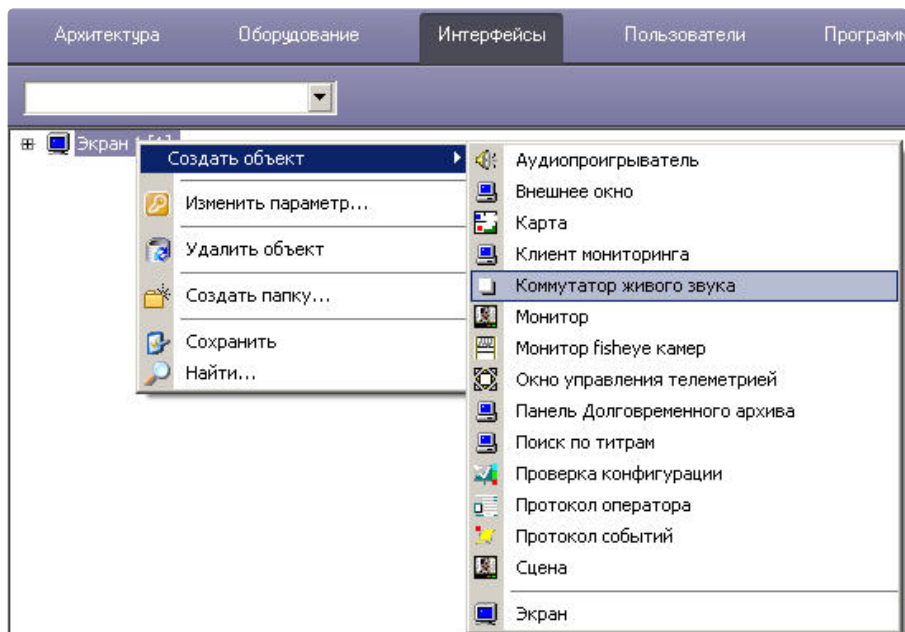 Архитектура Оборудование Интерфейсы Пользователи Програм
Экран
Создать объект
Изменить параметр...
Удалить объект
Создать папку...
Сохранить
Найти...
Аудиопроигрыватель
Внешнее окно
Карта
Клиент мониторинга
Коммутатор живого звука
Монитор
Монитор fisheye камер
Окно управления телеметрией
Панель Долговременного архива
Поиск по титрам
Проверка конфигурации
Протокол оператора
Протокол событий
Сцена
Экран